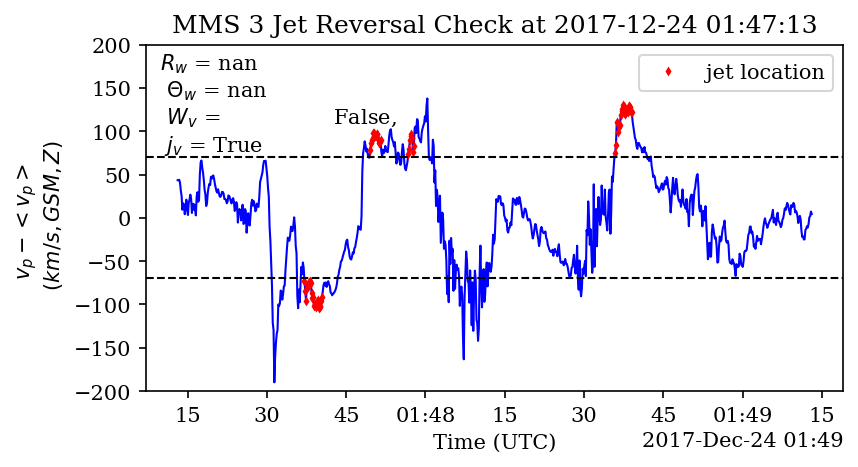 MMS 3 Jet Reversal Check at 2017-12-24 01:47:13
200
150
100
50
0
−50
−100
−150
−200
v_p − < v_p >
(km/s, GSM, Z)
R_w = nan
Θ_w = nan
W_v = False,
j_v = True
jet location
15 30 45 01:48 15 30 45 01:49 15
Time (UTC)
2017-Dec-24 01:49